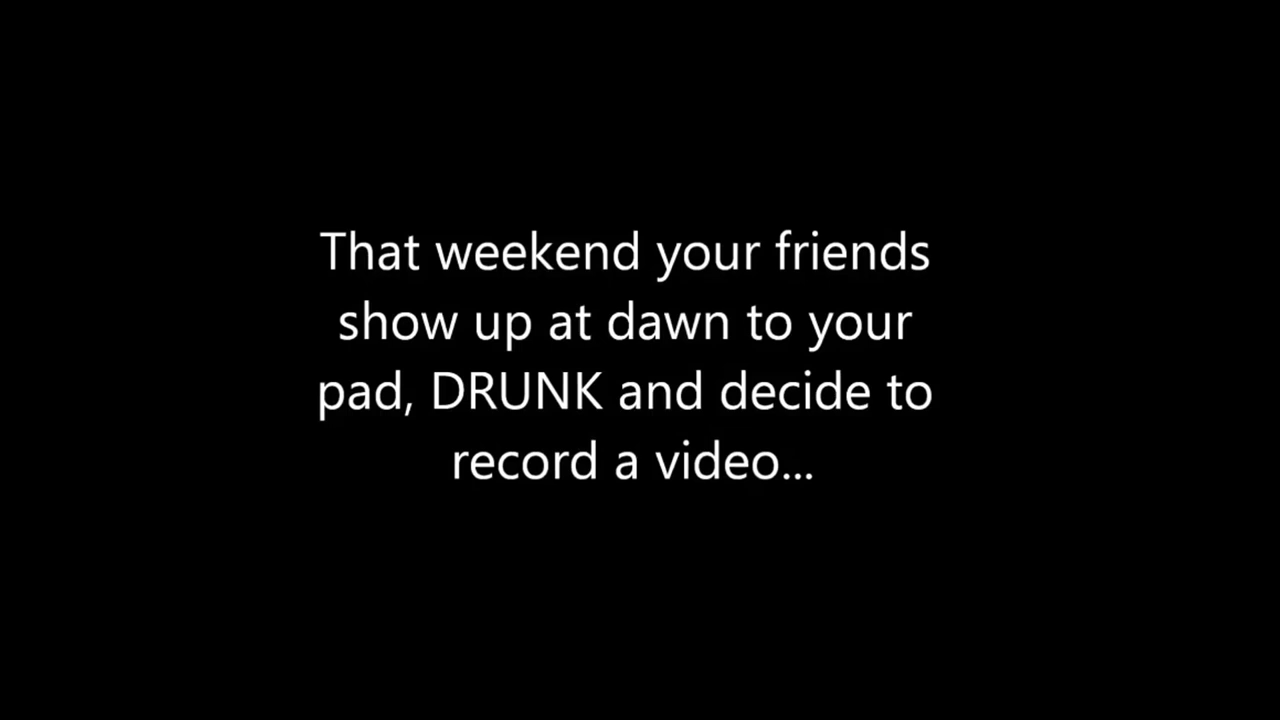 That weekend your friends
show up at dawn to your
pad, DRUNK and decide to
record a video...